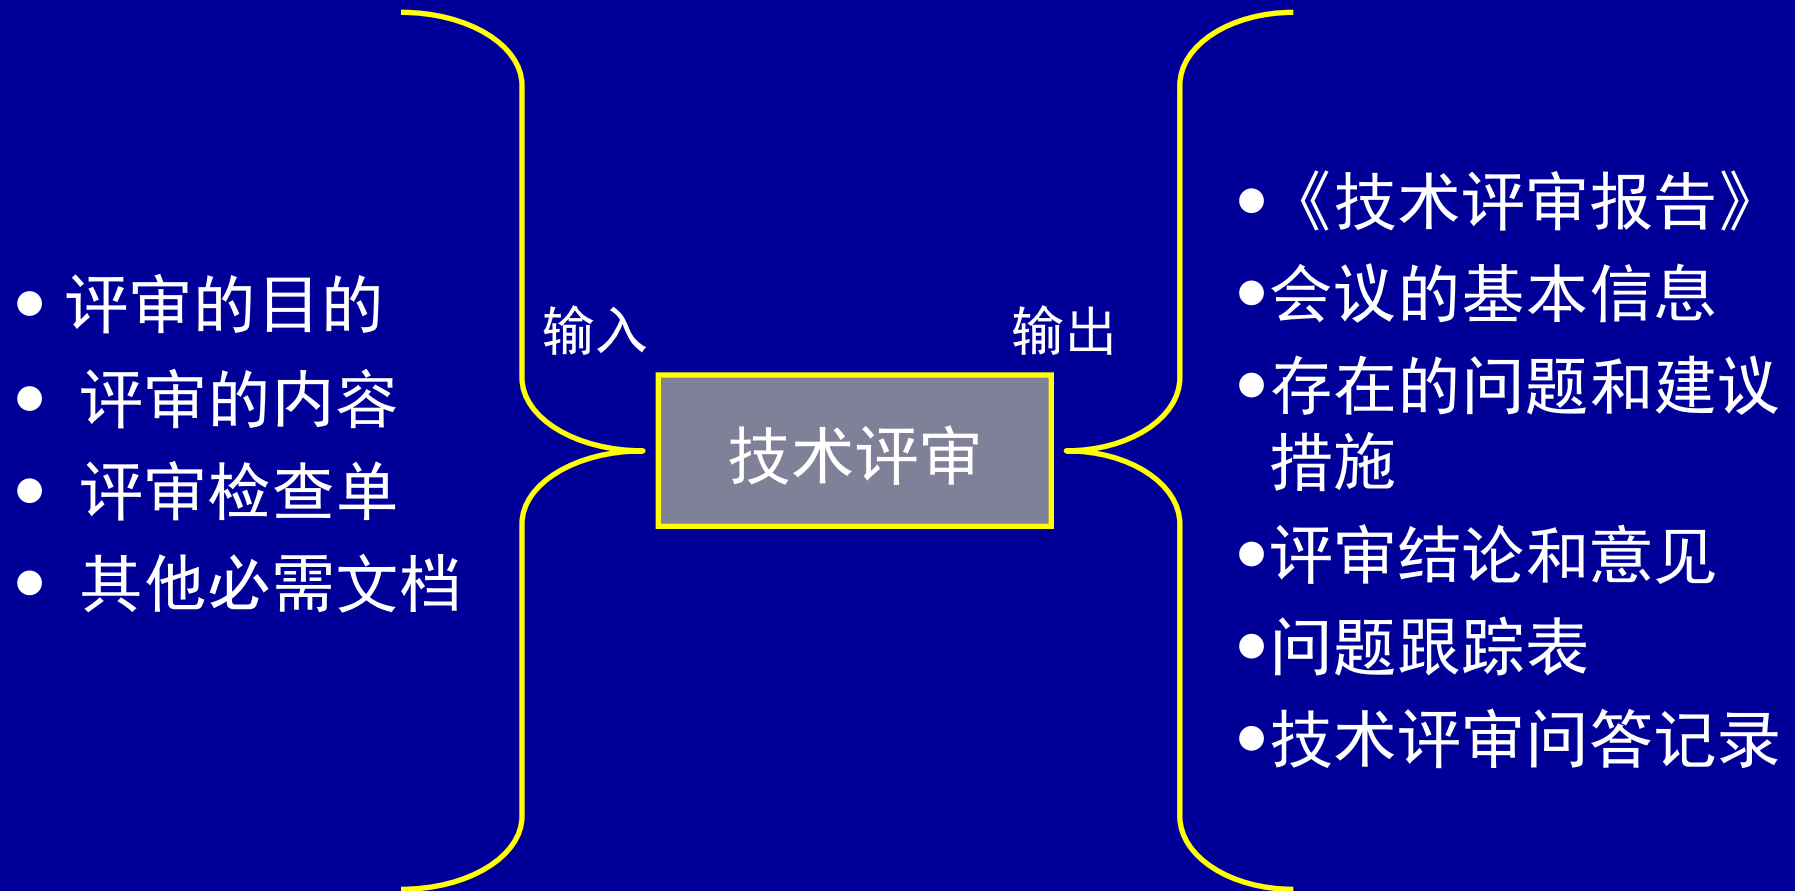 ● 评审的目的
● 评审的内容
● 评审检查单
● 其他必需文档
输入
技术评审
输出
●《技术评审报告》
●会议的基本信息
●存在的问题和建议
措施
●评审结论和意见
●问题跟踪表
●技术评审问答记录